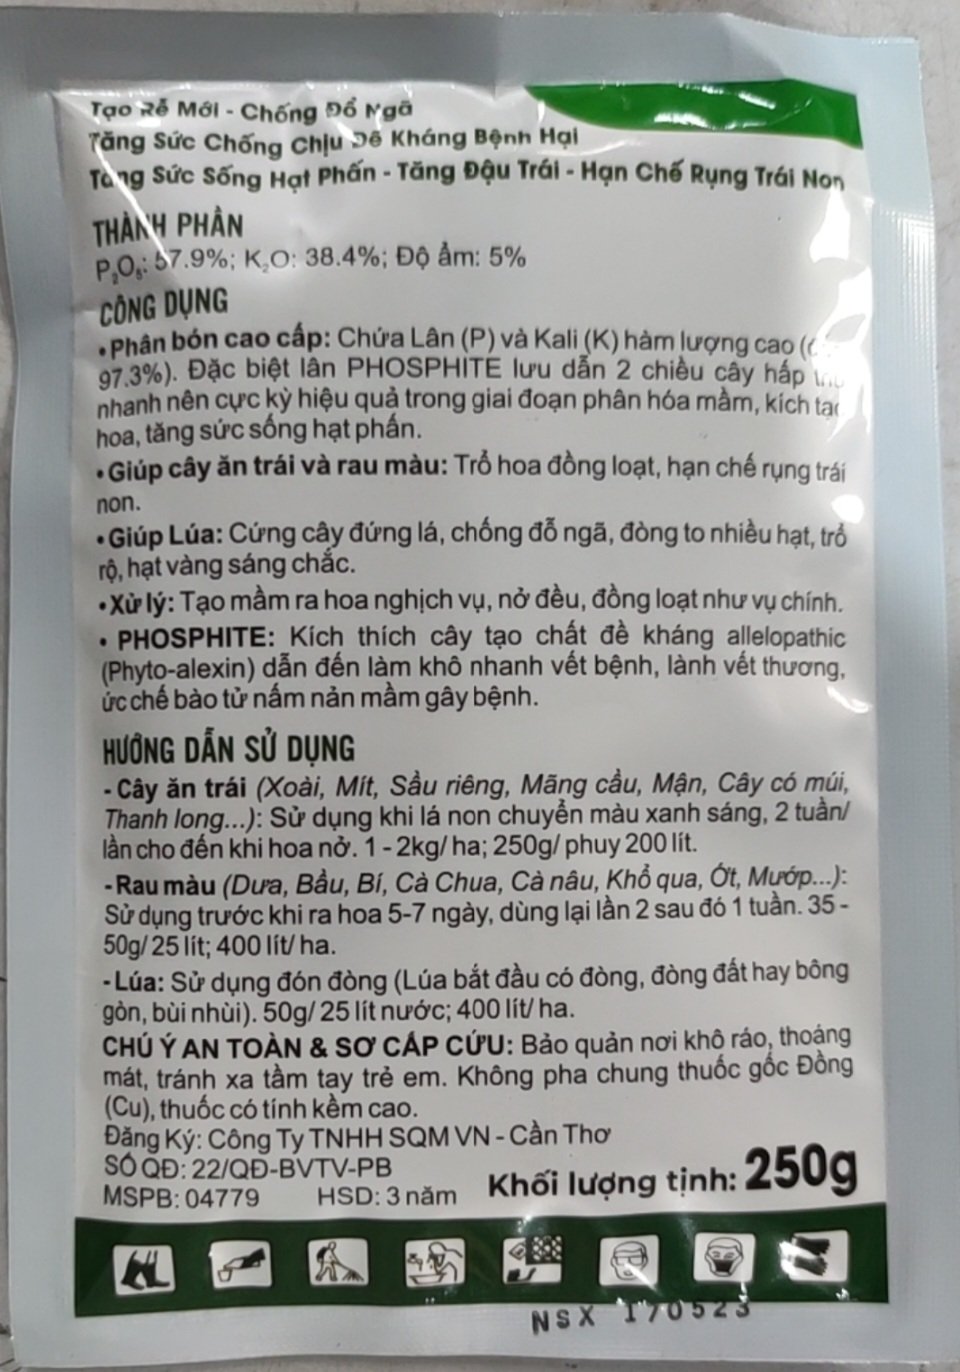 Tạo Rễ Mới - Chống Đổ Ngã
Tăng Sức Chống Chịu Đề Kháng Bệnh Hại
Tăng Sức Sống Hạt Phấn - Tăng Đậu Trái - Hạn Chế Rụng Trái Non
THÀNH PHẦN
P₂O₅: 57.9%; K₂O: 38.4%; Độ ẩm: 5%
CÔNG DỤNG
• Phân bón cao cấp: Chứa Lân (P) và Kali (K) hàm lượng cao (
97.3%). Đặc biệt lân PHOSPHITE lưu dẫn 2 chiều cây hấp thu
nhanh nên cực kỳ hiệu quả trong giai đoạn phân hóa mầm, kích tạo
hoa, tăng sức sống hạt phấn.
• Giúp cây ăn trái và rau màu: Trổ hoa đồng loạt, hạn chế rụng trái
non.
• Giúp Lúa: Cứng cây đứng lá, chống đỗ ngã, đòng to nhiều hạt, trổ
rộ, hạt vàng sáng chắc.
• Xử lý: Tạo mầm ra hoa nghịch vụ, nở đều, đồng loạt như vụ chính.
• PHOSPHITE: Kích thích cây tạo chất đề kháng allelopathic
(Phyto-alexin) dẫn đến làm khô nhanh vết bệnh, lành vết thương,
ức chế bào tử nấm nản mầm gây bệnh.
HƯỚNG DẪN SỬ DỤNG
- Cây ăn trái (Xoài, Mít, Sầu riêng, Mãng cầu, Mận, Cây có múi,
Thanh long...): Sử dụng khi lá non chuyển màu xanh sáng, 2 tuần/
lần cho đến khi hoa nở. 1 - 2kg/ ha; 250g/ phuy 200 lít.
- Rau màu (Dưa, Bầu, Bí, Cà Chua, Cà nâu, Khổ qua, Ớt, Mướp...):
Sử dụng trước khi ra hoa 5-7 ngày, dùng lại lần 2 sau đó 1 tuần. 35 -
50g/ 25 lít; 400 lít/ ha.
- Lúa: Sử dụng đón đòng (Lúa bắt đầu có đòng, đòng đất hay bông
gòn, bùi nhùi). 50g/ 25 lít nước; 400 lít/ ha.
CHÚ Ý AN TOÀN & SƠ CẤP CỨU: Bảo quản nơi khô ráo, thoáng
mát, tránh xa tầm tay trẻ em. Không pha chung thuốc gốc Đồng
(Cu), thuốc có tính kềm cao.
Đăng Ký: Công Ty TNHH SQM VN - Cần Thơ
SỐ QĐ: 22/QĐ-BVTV-PB
MSPB: 04779 HSD: 3 năm Khối lượng tịnh: 250g
NSX 170523